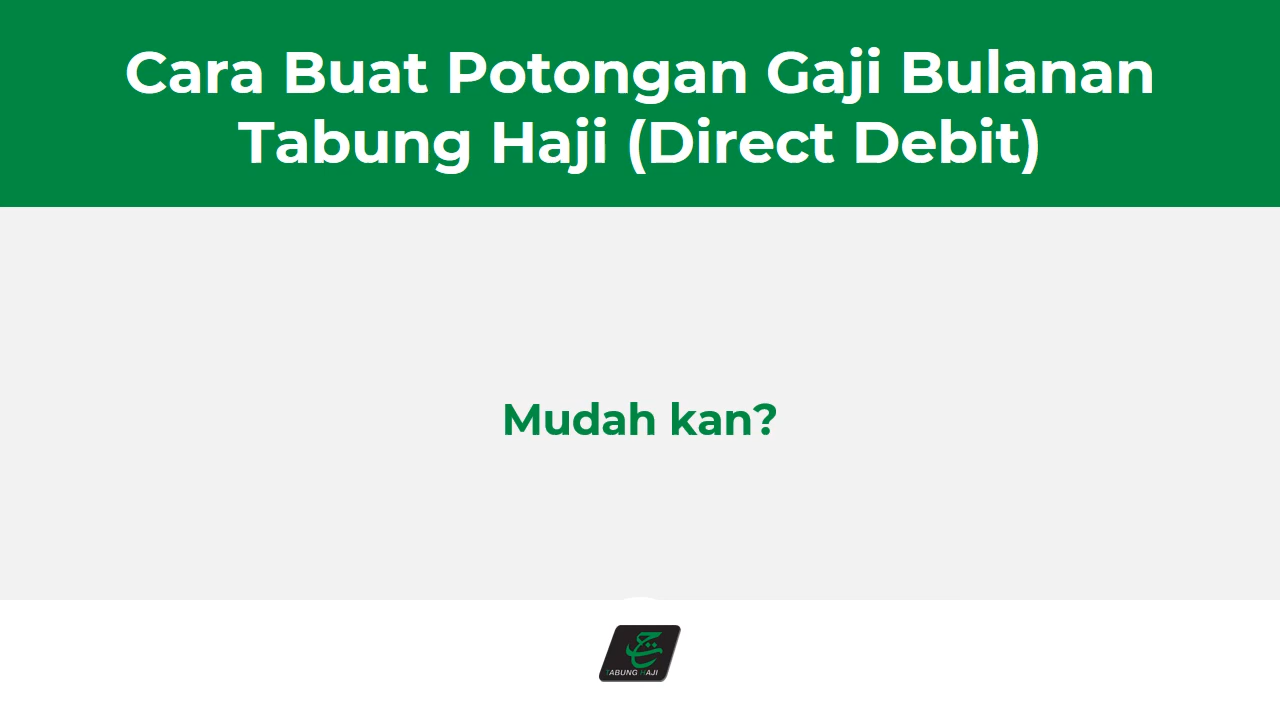 Cara Buat Potongan Gaji Bulanan
Tabung Haji (Direct Debit)
Mudah kan?
TABUNG HAJI